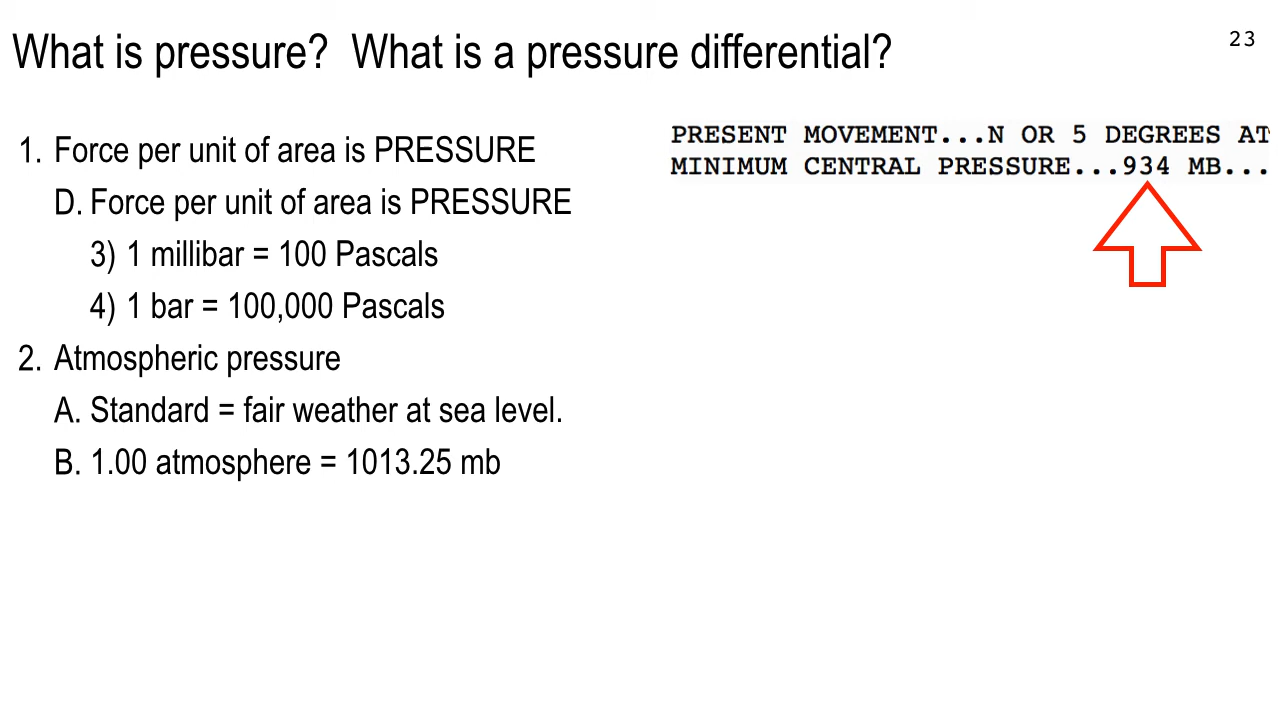 What is pressure?  What is a pressure differential?
23
1. Force per unit of area is PRESSURE
D. Force per unit of area is PRESSURE
3) 1 millibar = 100 Pascals
4) 1 bar = 100,000 Pascals
2. Atmospheric pressure
A. Standard = fair weather at sea level.
B. 1.00 atmosphere = 1013.25 mb
PRESENT MOVEMENT...N OR 5 DEGREES AT
MINIMUM CENTRAL PRESSURE...934 MB...